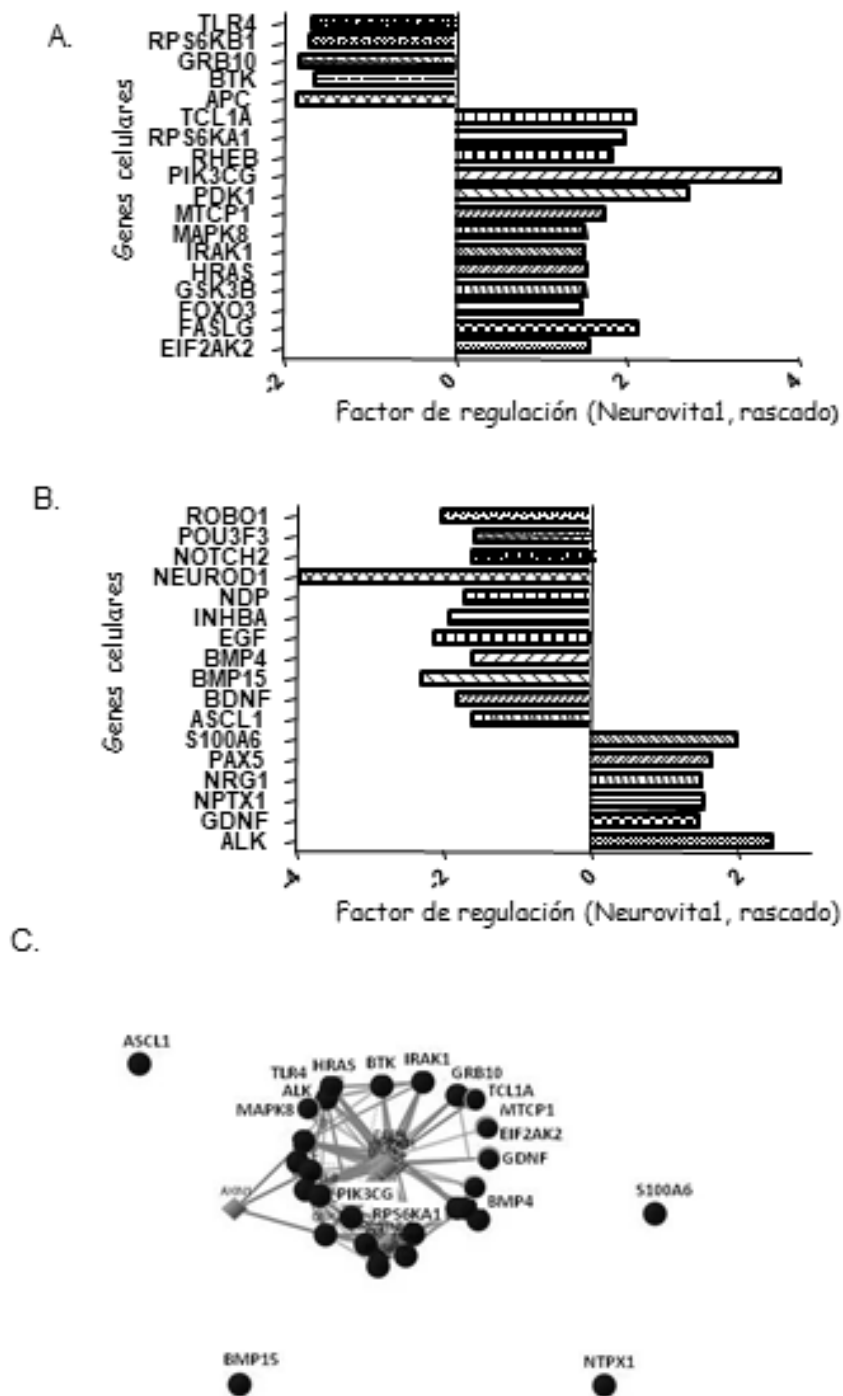 A.
Genes celulares
TLR4
RPS6KB1
GRB10
BTK
APC
TCL1A
RPS6KA1
RHEB
PIK3CG
PDK1
MTCP1
MAPK8
IRAK1
HRAS
GSK3B
FOXO3
FASLG
EIF2AK2
-2 0 2 4
Factor de regulación (Neurovita1, rascado)
B.
Genes celulares
ROBO1
POU3F3
NOTCH2
NEUROD1
NDP
INHBA
EGF
BMP4
BMP15
BDNF
ASCL1
S100A6
PAX5
NRG1
NPTX1
GDNF
ALK
-4 -2 0 2
Factor de regulación (Neurovita1, rascado)
C.
ASCL1
TLR4 HRAS BTK IRAK1
GRB10
ALK
TCL1A
MAPK8
MTCP1
EIF2AK2
GDNF
PIK3CG
BMP4
RPS6KA1
S100A6
BMP15
NTPX1